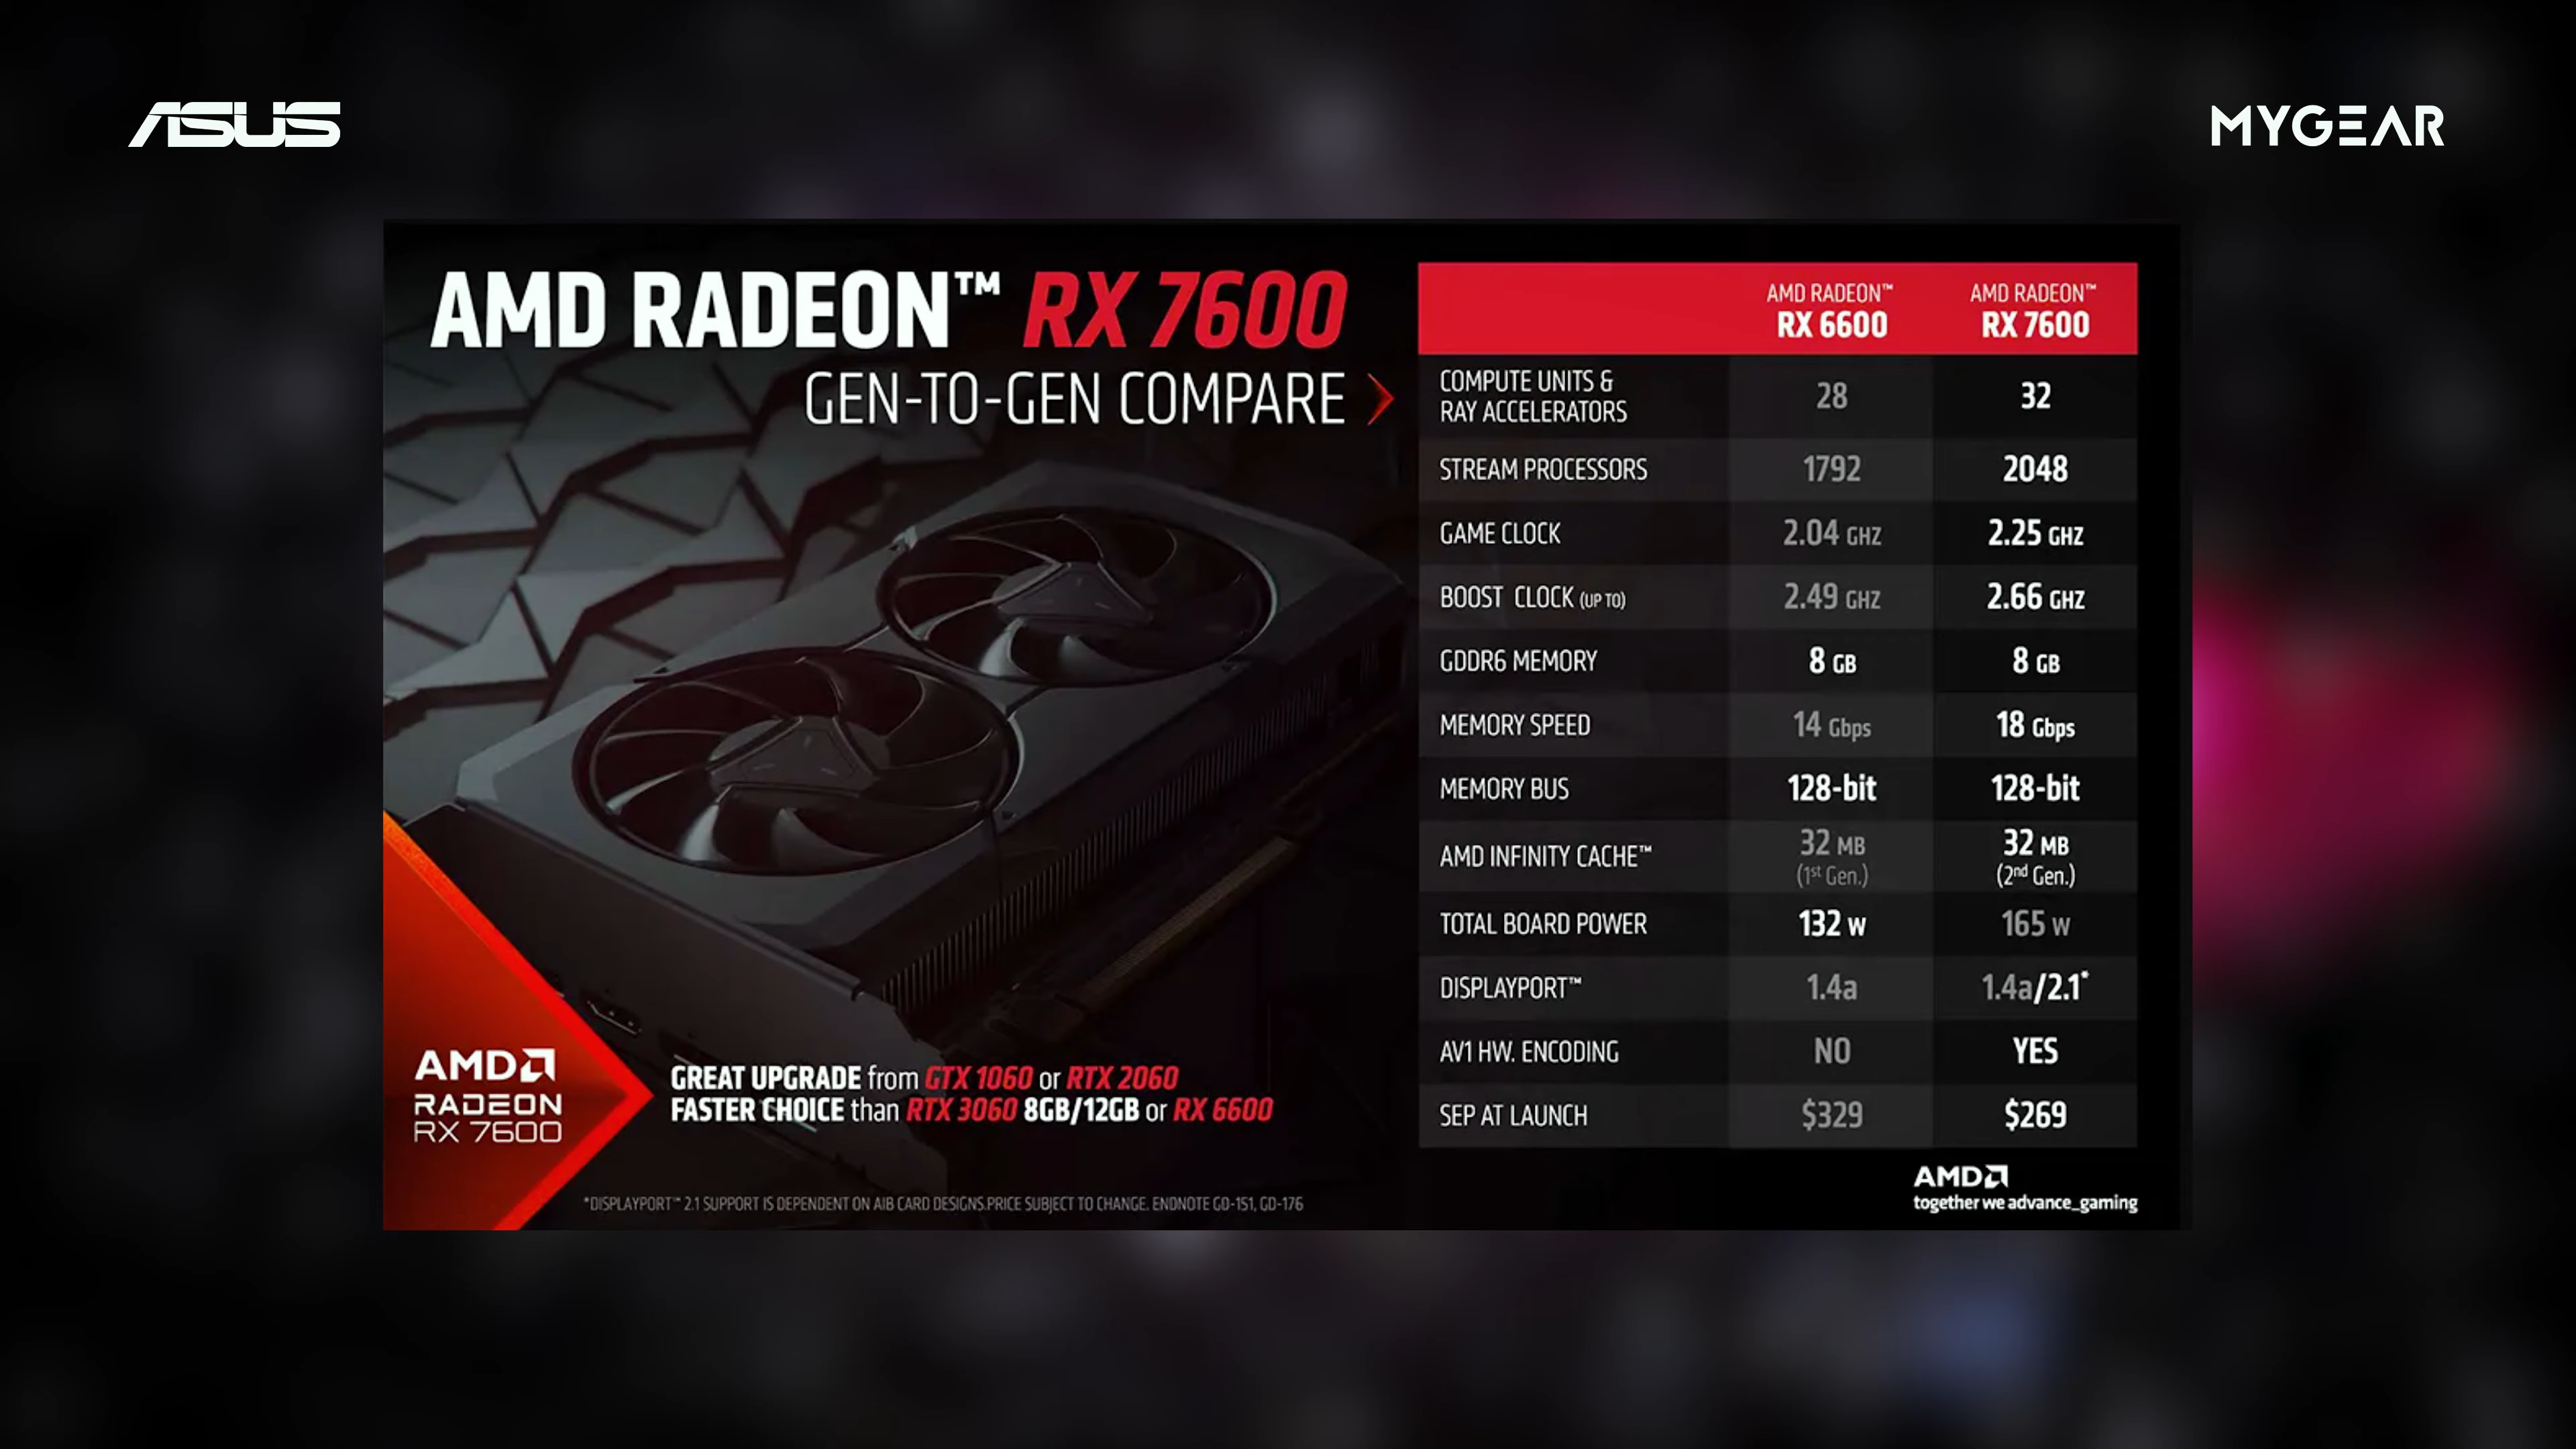 ASUS
MYGEAR
AMD RADEON™ RX 7600
GEN-TO-GEN COMPARE
AMD RADEON™ AMD RADEON™
RX 6600 RX 7600
COMPUTE UNITS &
RAY ACCELERATORS 28 32
STREAM PROCESSORS 1792 2048
GAME CLOCK 2.04 GHZ 2.25 GHZ
BOOST CLOCK (UP TO) 2.49 GHZ 2.66 GHZ
GDDR6 MEMORY 8 GB 8 GB
MEMORY SPEED 14 Gbps 18 Gbps
MEMORY BUS 128-bit 128-bit
AMD INFINITY CACHE™ 32 MB 32 MB
(1st Gen.) (2nd Gen.)
TOTAL BOARD POWER 132 W 165 W
DISPLAYPORT™ 1.4a 1.4a/2.1*
AV1 HW. ENCODING NO YES
SEP AT LAUNCH $329 $269
AMD
RADEON
RX 7600
GREAT UPGRADE from GTX 1060 or RTX 2060
FASTER CHOICE than RTX 3060 8GB/12GB or RX 6600
*DISPLAYPORT™ 2.1 SUPPORT IS DEPENDENT ON AIB CARD DESIGNS.PRICE SUBJECT TO CHANGE. ENDNOTE GD-151, GD-176
AMD
together we advance_gaming